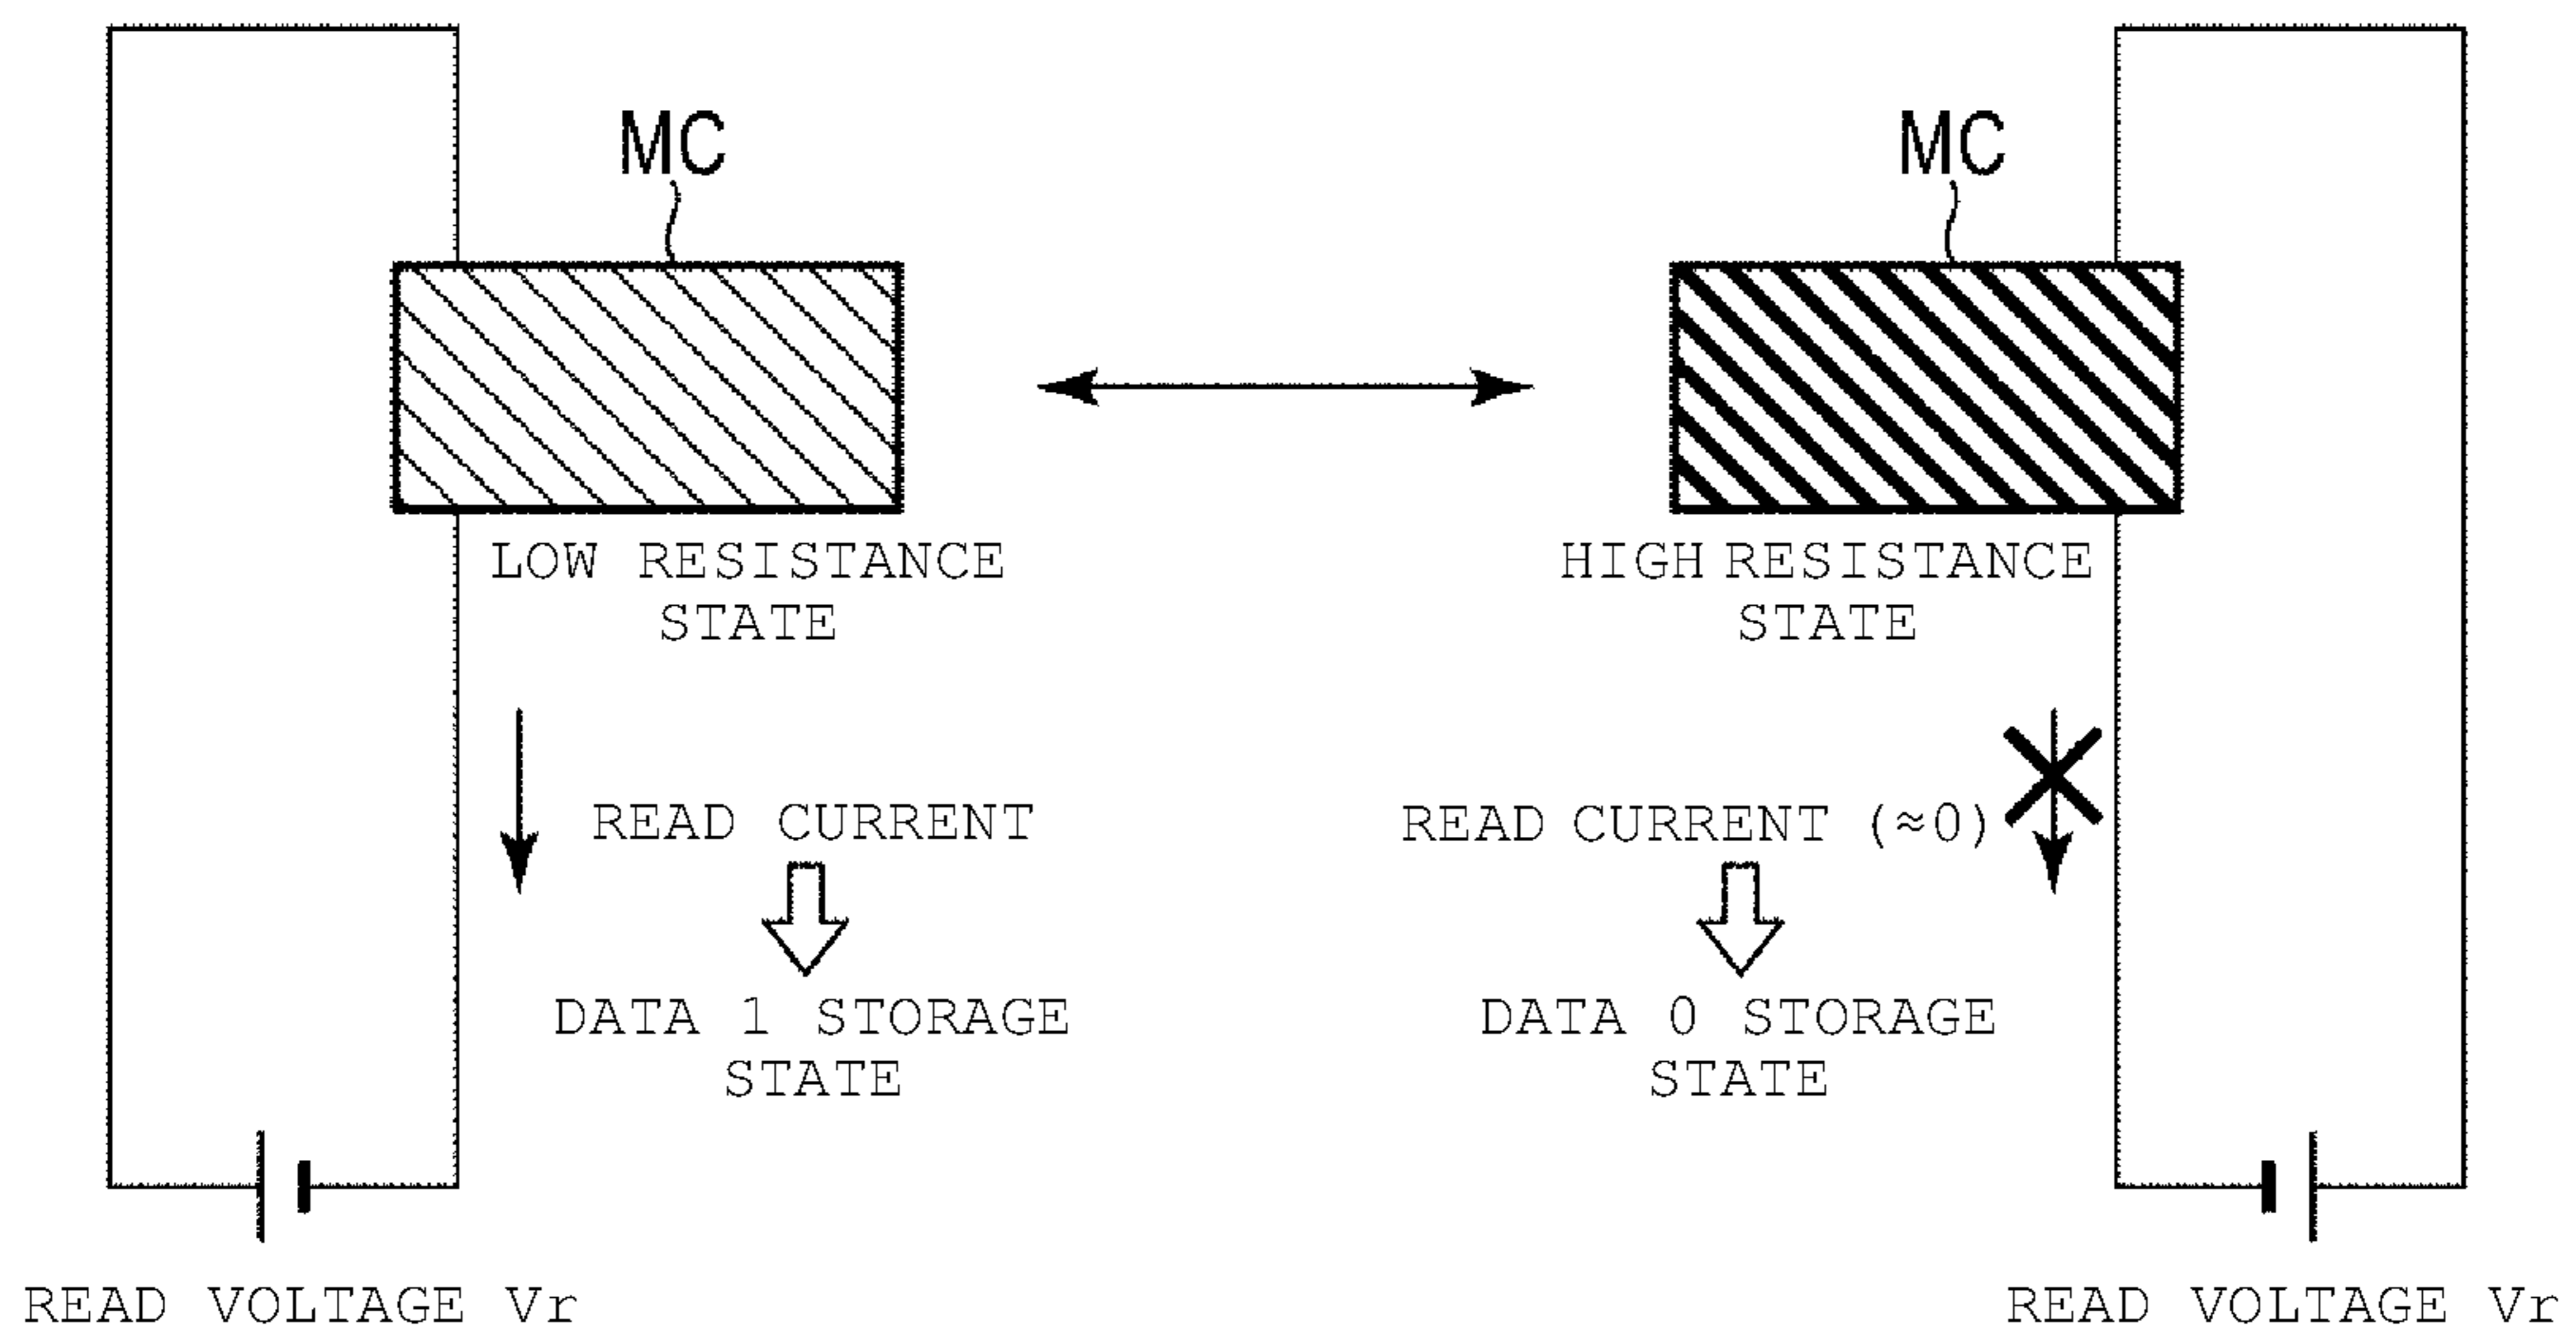 MC
MC
LOW RESISTANCE
STATE
HIGH RESISTANCE
STATE
READ CURRENT
READ CURRENT (≈0)
DATA 1 STORAGE
STATE
DATA 0 STORAGE
STATE
READ VOLTAGE Vr
READ VOLTAGE Vr